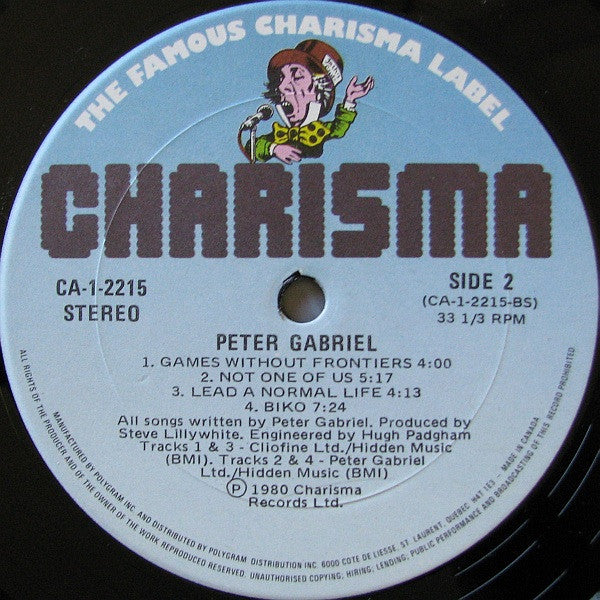 THE FAMOUS CHARISMA LABEL
CHARISMA
CA-1-2215
STEREO
SIDE 2
(CA-1-2215-BS)
33 1/3 RPM
PETER GABRIEL
1. GAMES WITHOUT FRONTIERS 4:00
2. NOT ONE OF US 5:17
3. LEAD A NORMAL LIFE 4:13
4. BIKO 7:24
All songs written by Peter Gabriel. Produced by
Steve Lillywhite. Engineered by Hugh Padgham
Tracks 1 & 3 - Cliofine Ltd./Hidden Music
(BMI). Tracks 2 & 4 - Peter Gabriel
Ltd./Hidden Music (BMI)
Ⓟ 1980 Charisma
Records Ltd.
MANUFACTURED BY POLYGRAM INC. AND DISTRIBUTED BY POLYGRAM DISTRIBUTION INC. 6000 COTE DE LIESSE, ST. LAURENT, QUEBEC H4T 1E3 - MADE IN CANADA
ALL RIGHTS OF THE PRODUCER AND OF THE OWNER OF THE WORK REPRODUCED RESERVED. UNAUTHORISED COPYING; HIRING; LENDING; PUBLIC PERFORMANCE AND BROADCASTING OF THIS RECORD PROHIBITED